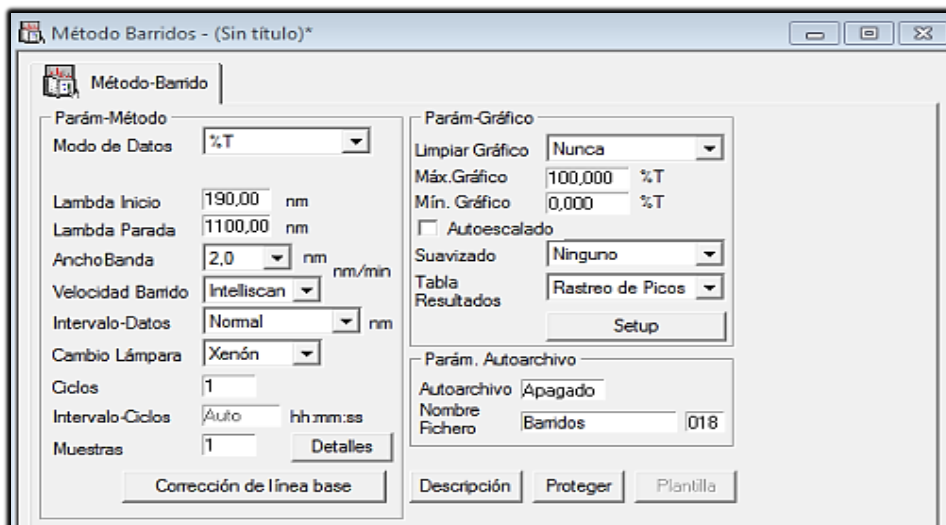 Método Barridos - (Sin título)*
Método-Barrido
Parám-Método
Modo de Datos %T
Lambda Inicio 190,00 nm
Lambda Parada 1100,00 nm
AnchoBanda 2,0 nm
nm/min
Velocidad Barrido Intelliscan
Intervalo-Datos Normal nm
Cambio Lámpara Xenón
Ciclos 1
Intervalo-Ciclos Auto hh:mm:ss
Muestras 1 Detalles
Corrección de línea base
Parám-Gráfico
Limpiar Gráfico Nunca
Máx.Gráfico 100,000 %T
Mín. Gráfico 0,000 %T
Autoescalado
Suavizado Ninguno
Tabla
Resultados Rastreo de Picos
Setup
Parám. Autoarchivo
Autoarchivo Apagado
Nombre
Fichero Barridos 018
Descripción Proteger Plantilla